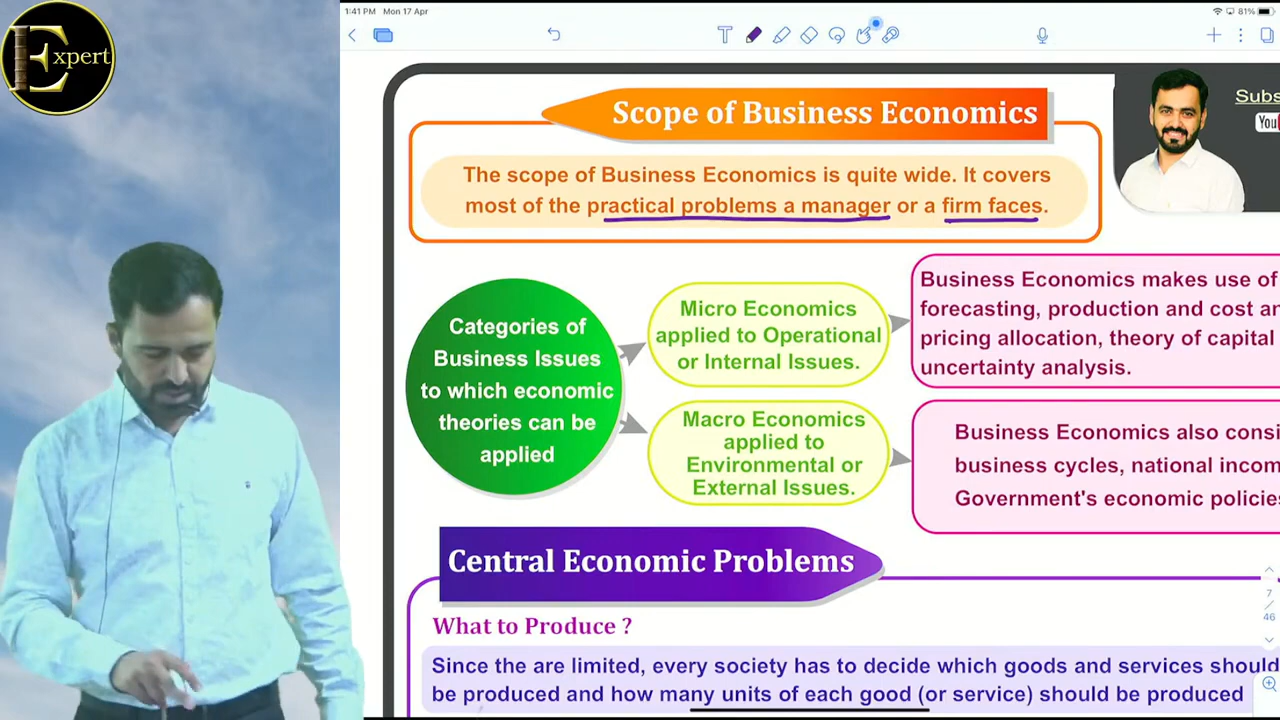 1:41 PM Mon 17 Apr
81%
Expert
Scope of Business Economics
Subs
You
The scope of Business Economics is quite wide. It covers
most of the practical problems a manager or a firm faces.
Categories of
Business Issues
to which economic
theories can be
applied
Micro Economics
applied to Operational
or Internal Issues.
Business Economics makes use of
forecasting, production and cost an
pricing allocation, theory of capital
uncertainty analysis.
Macro Economics
applied to
Environmental or
External Issues.
Business Economics also consi
business cycles, national incom
Government's economic policies
Central Economic Problems
7
/
46
What to Produce ?
Since the are limited, every society has to decide which goods and services should
be produced and how many units of each good (or service) should be produced